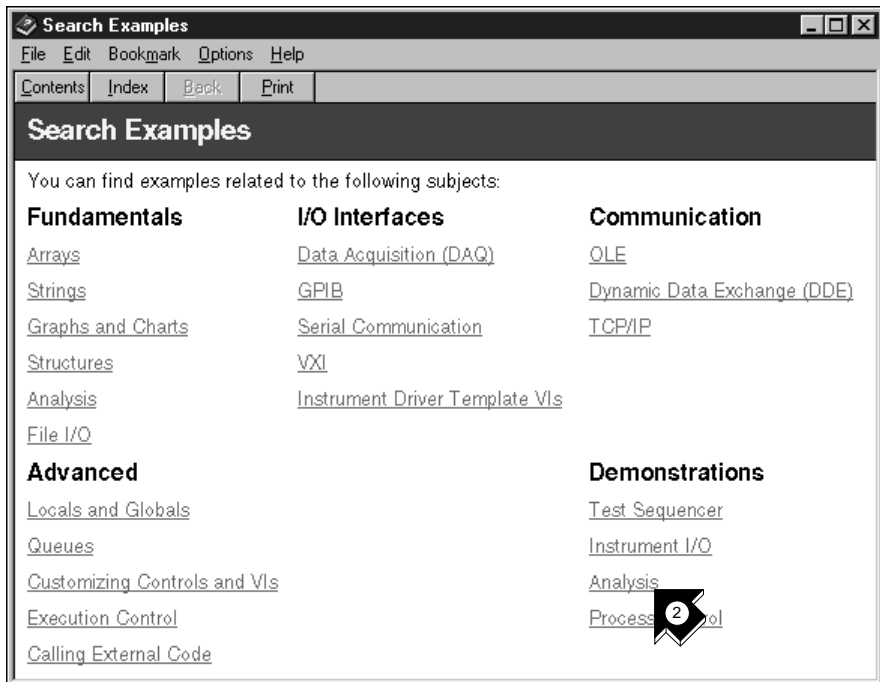 Search Examples
File Edit Bookmark Options Help
Contents Index Back Print
Search Examples
You can find examples related to the following subjects:
Fundamentals
Arrays
Strings
Graphs and Charts
Structures
Analysis
File I/O
I/O Interfaces
Data Acquisition (DAQ)
GPIB
Serial Communication
VXI
Instrument Driver Template VIs
Communication
OLE
Dynamic Data Exchange (DDE)
TCP/IP
Advanced
Locals and Globals
Queues
Customizing Controls and VIs
Execution Control
Calling External Code
Demonstrations
Test Sequencer
Instrument I/O
Analysis
Process
2